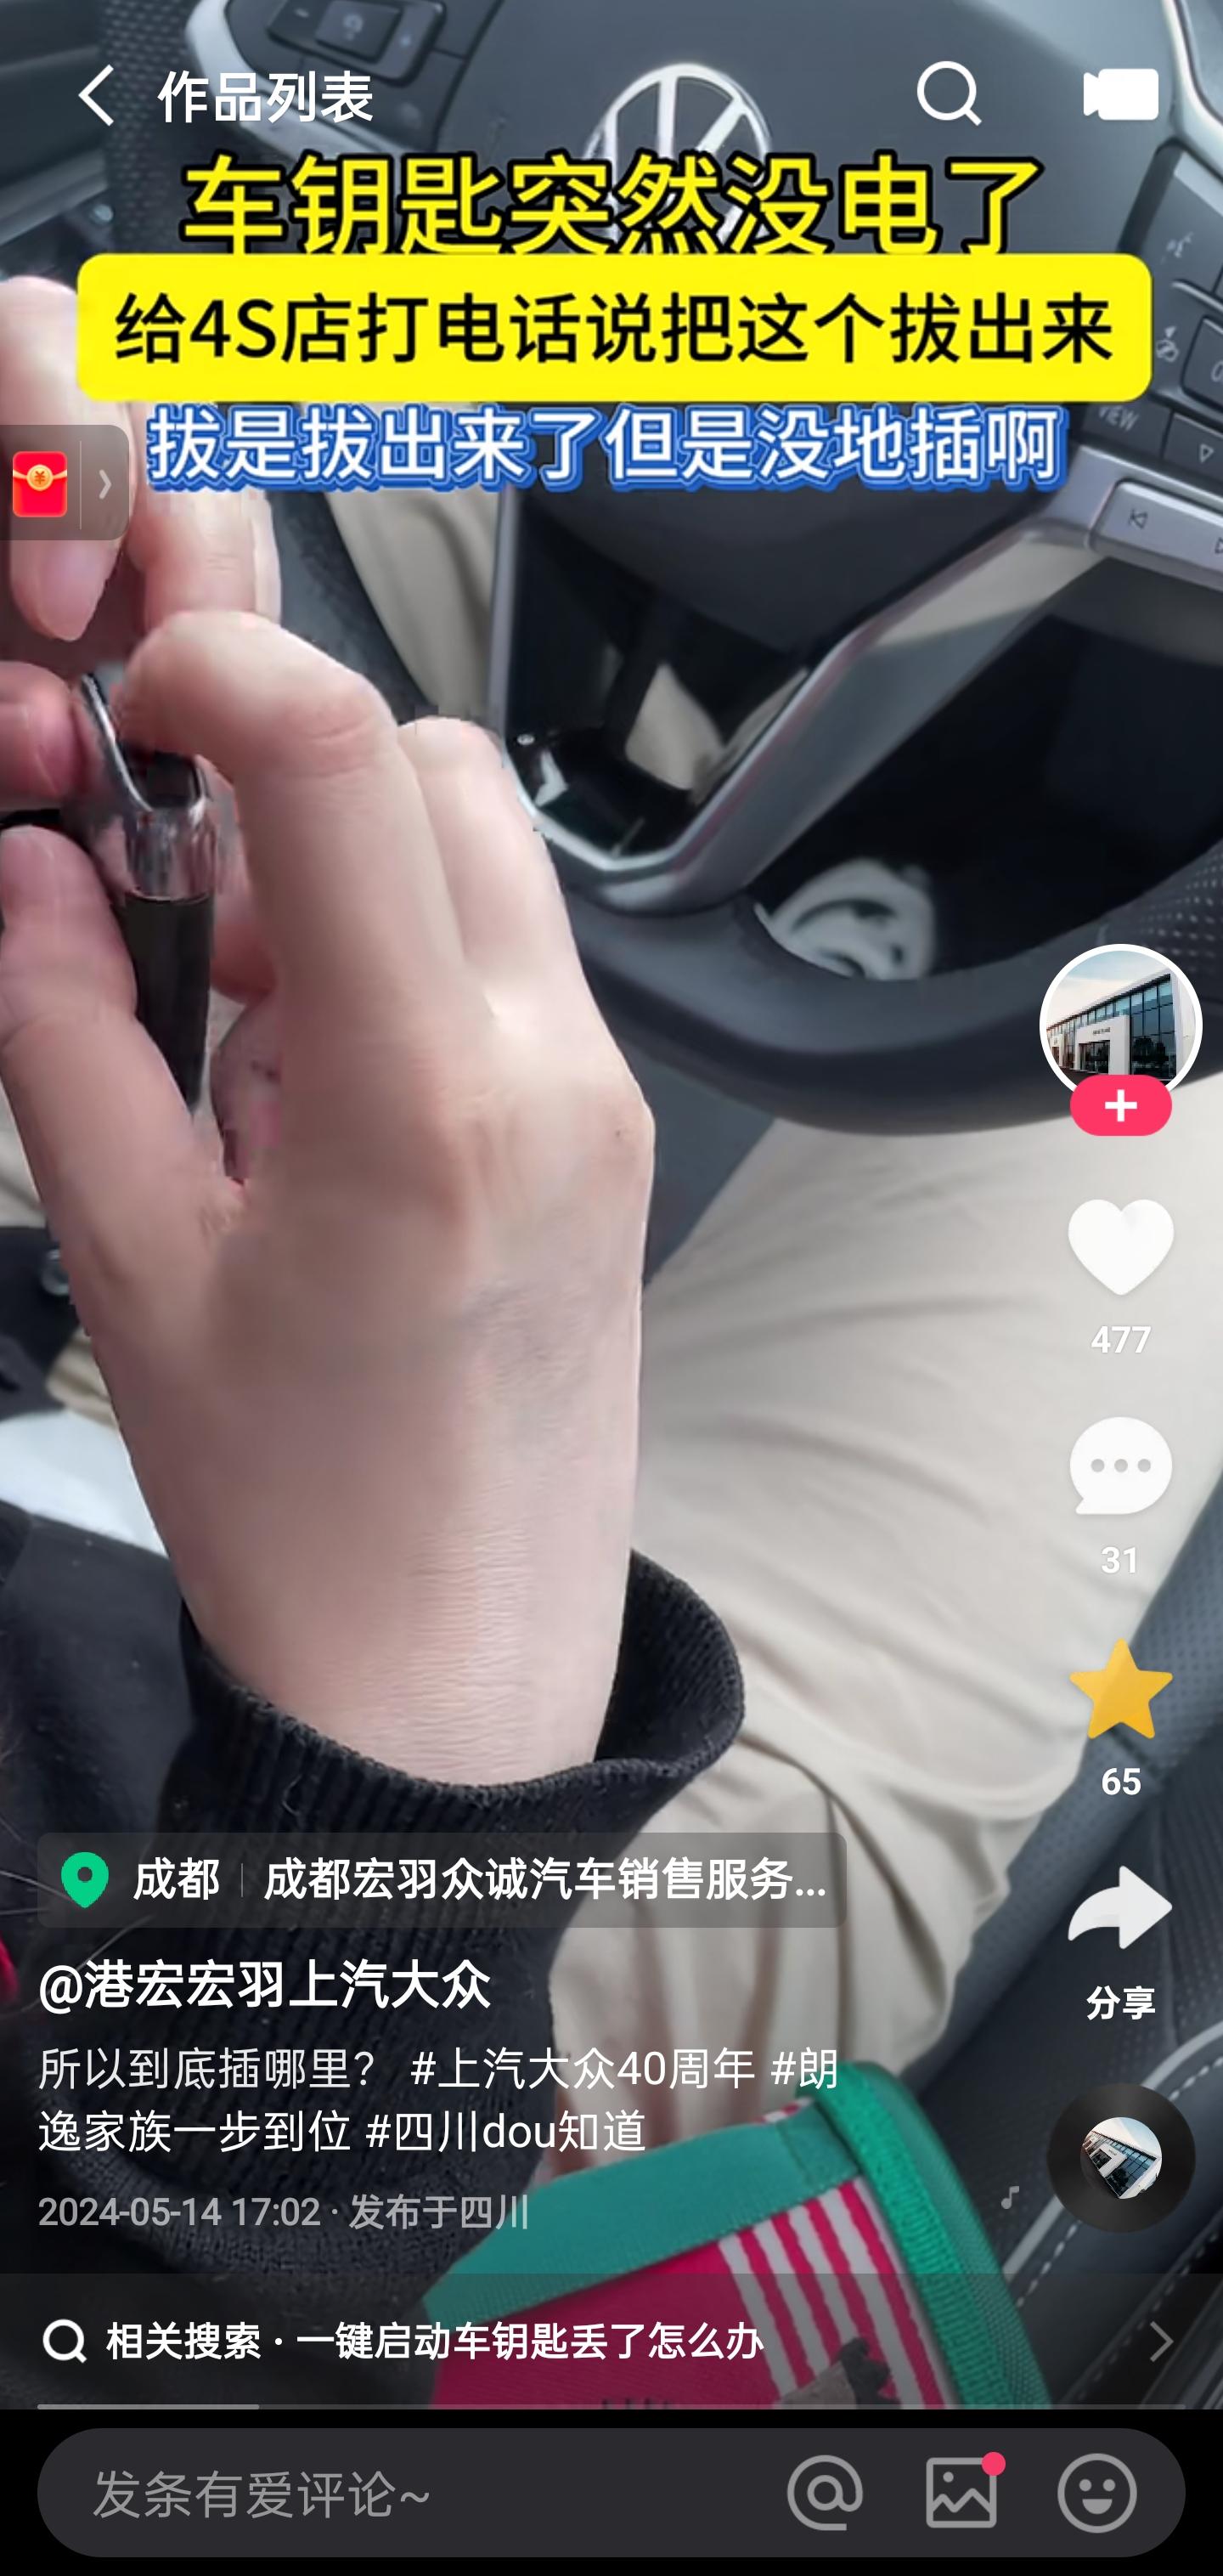 作品列表
车钥匙突然没电了
给4S店打电话说把这个拔出来
拔是拔出来了但是没地插啊
VIEW
477
31
65
分享
成都 | 成都宏羽众诚汽车销售服务...
@港宏宏羽上汽大众
所以到底插哪里？ #上汽大众40周年 #朗
逸家族一步到位 #四川dou知道
2024-05-14 17:02 · 发布于四川
相关搜索 · 一键启动车钥匙丢了怎么办
发条有爱评论~